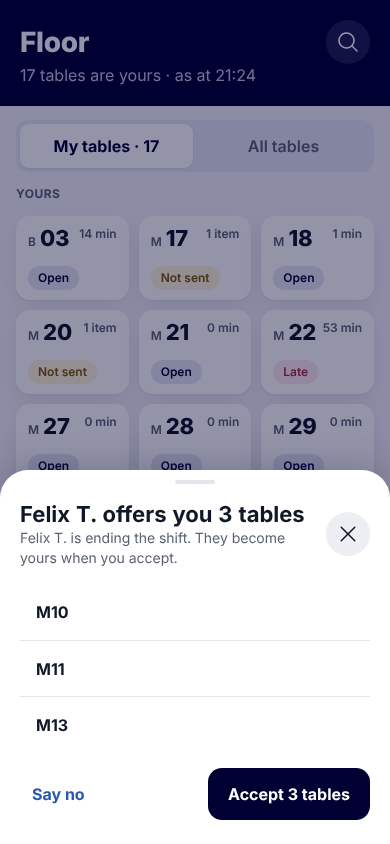 Floor
17 tables are yours · as at 21:24
My tables · 17
All tables
YOURS
B 03 14 min
Open
M 17 1 item
Not sent
M 18 1 min
Open
M 20 1 item
Not sent
M 21 0 min
Open
M 22 53 min
Late
M 27 0 min
Open
M 28 0 min
Open
M 29 0 min
Open
Felix T. offers you 3 tables
Felix T. is ending the shift. They become
yours when you accept.
M10
M11
M13
Say no
Accept 3 tables